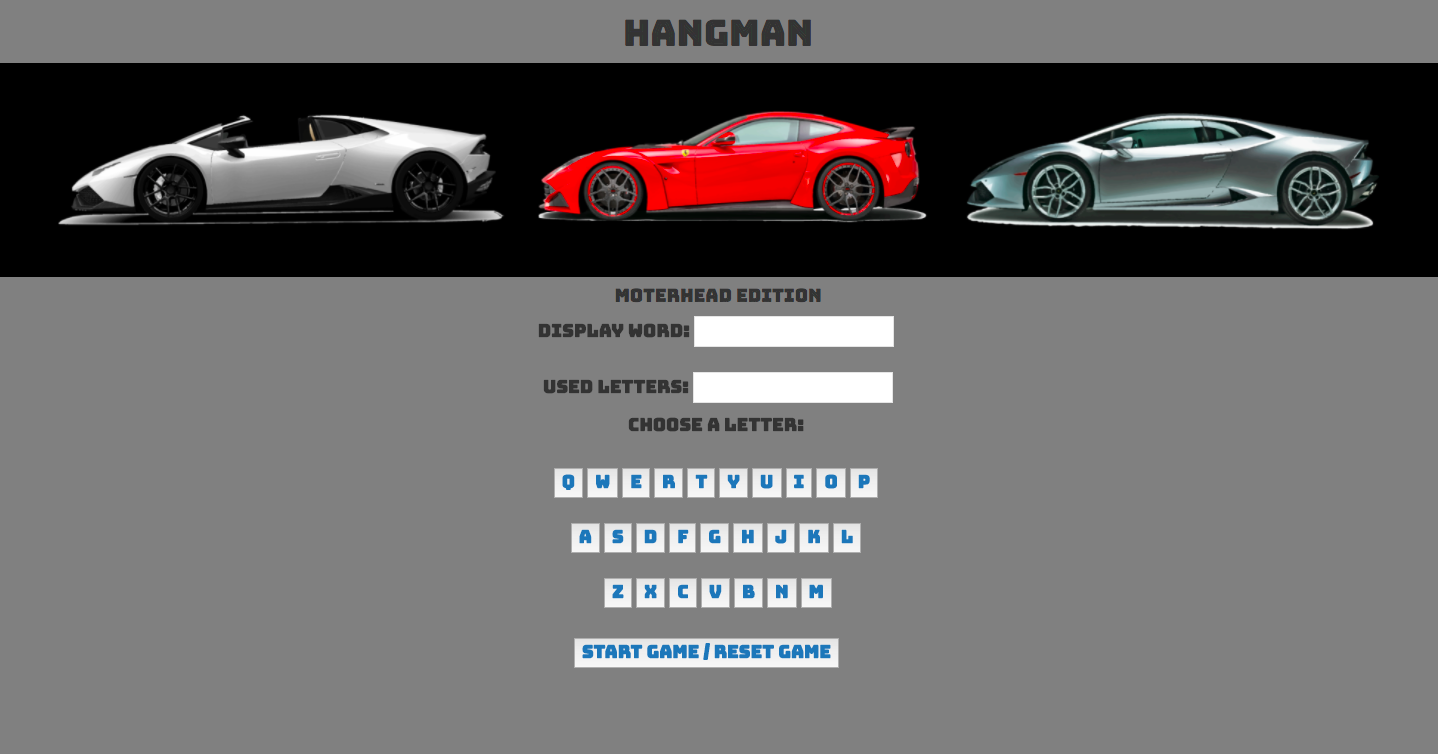 HANGMAN
MOTERHEAD EDITION
DISPLAY WORD:
USED LETTERS:
CHOOSE A LETTER:
Q W E R T Y U I O P
A S D F G H J K L
Z X C V B N M
START GAME / RESET GAME